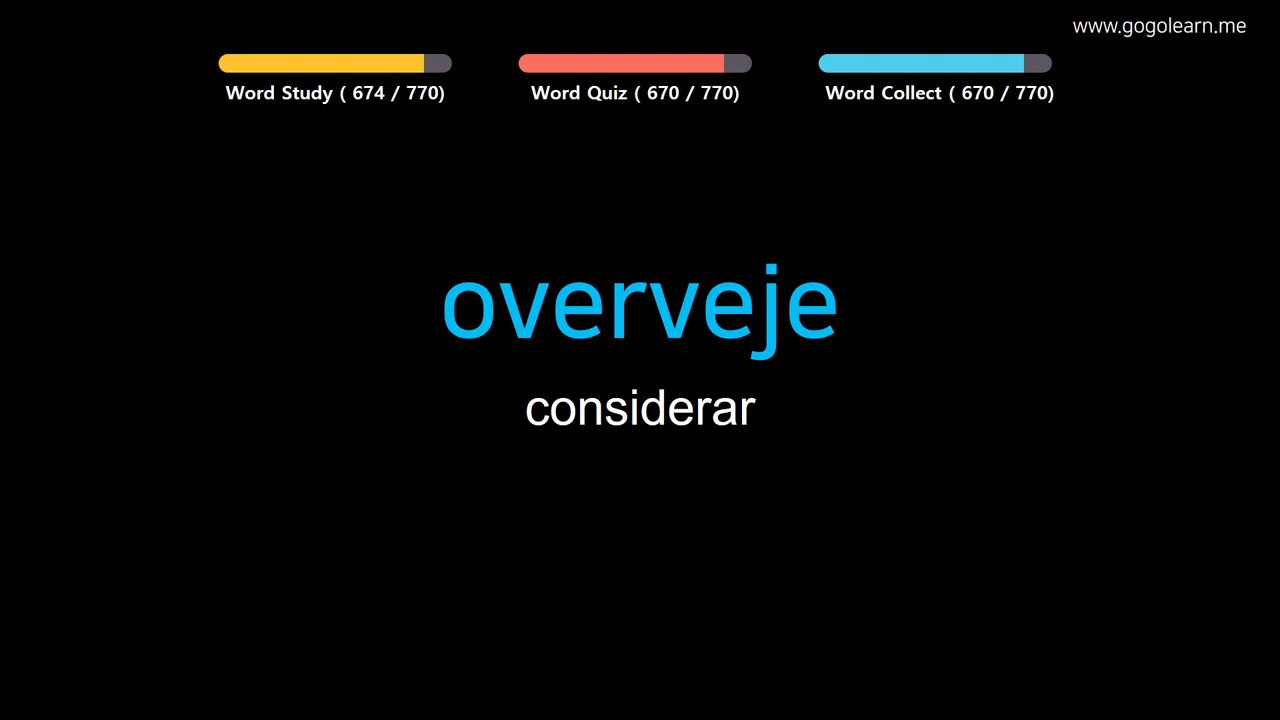 www.gogolearn.me
Word Study ( 674 / 770)
Word Quiz ( 670 / 770)
Word Collect ( 670 / 770)
overveje
considerar